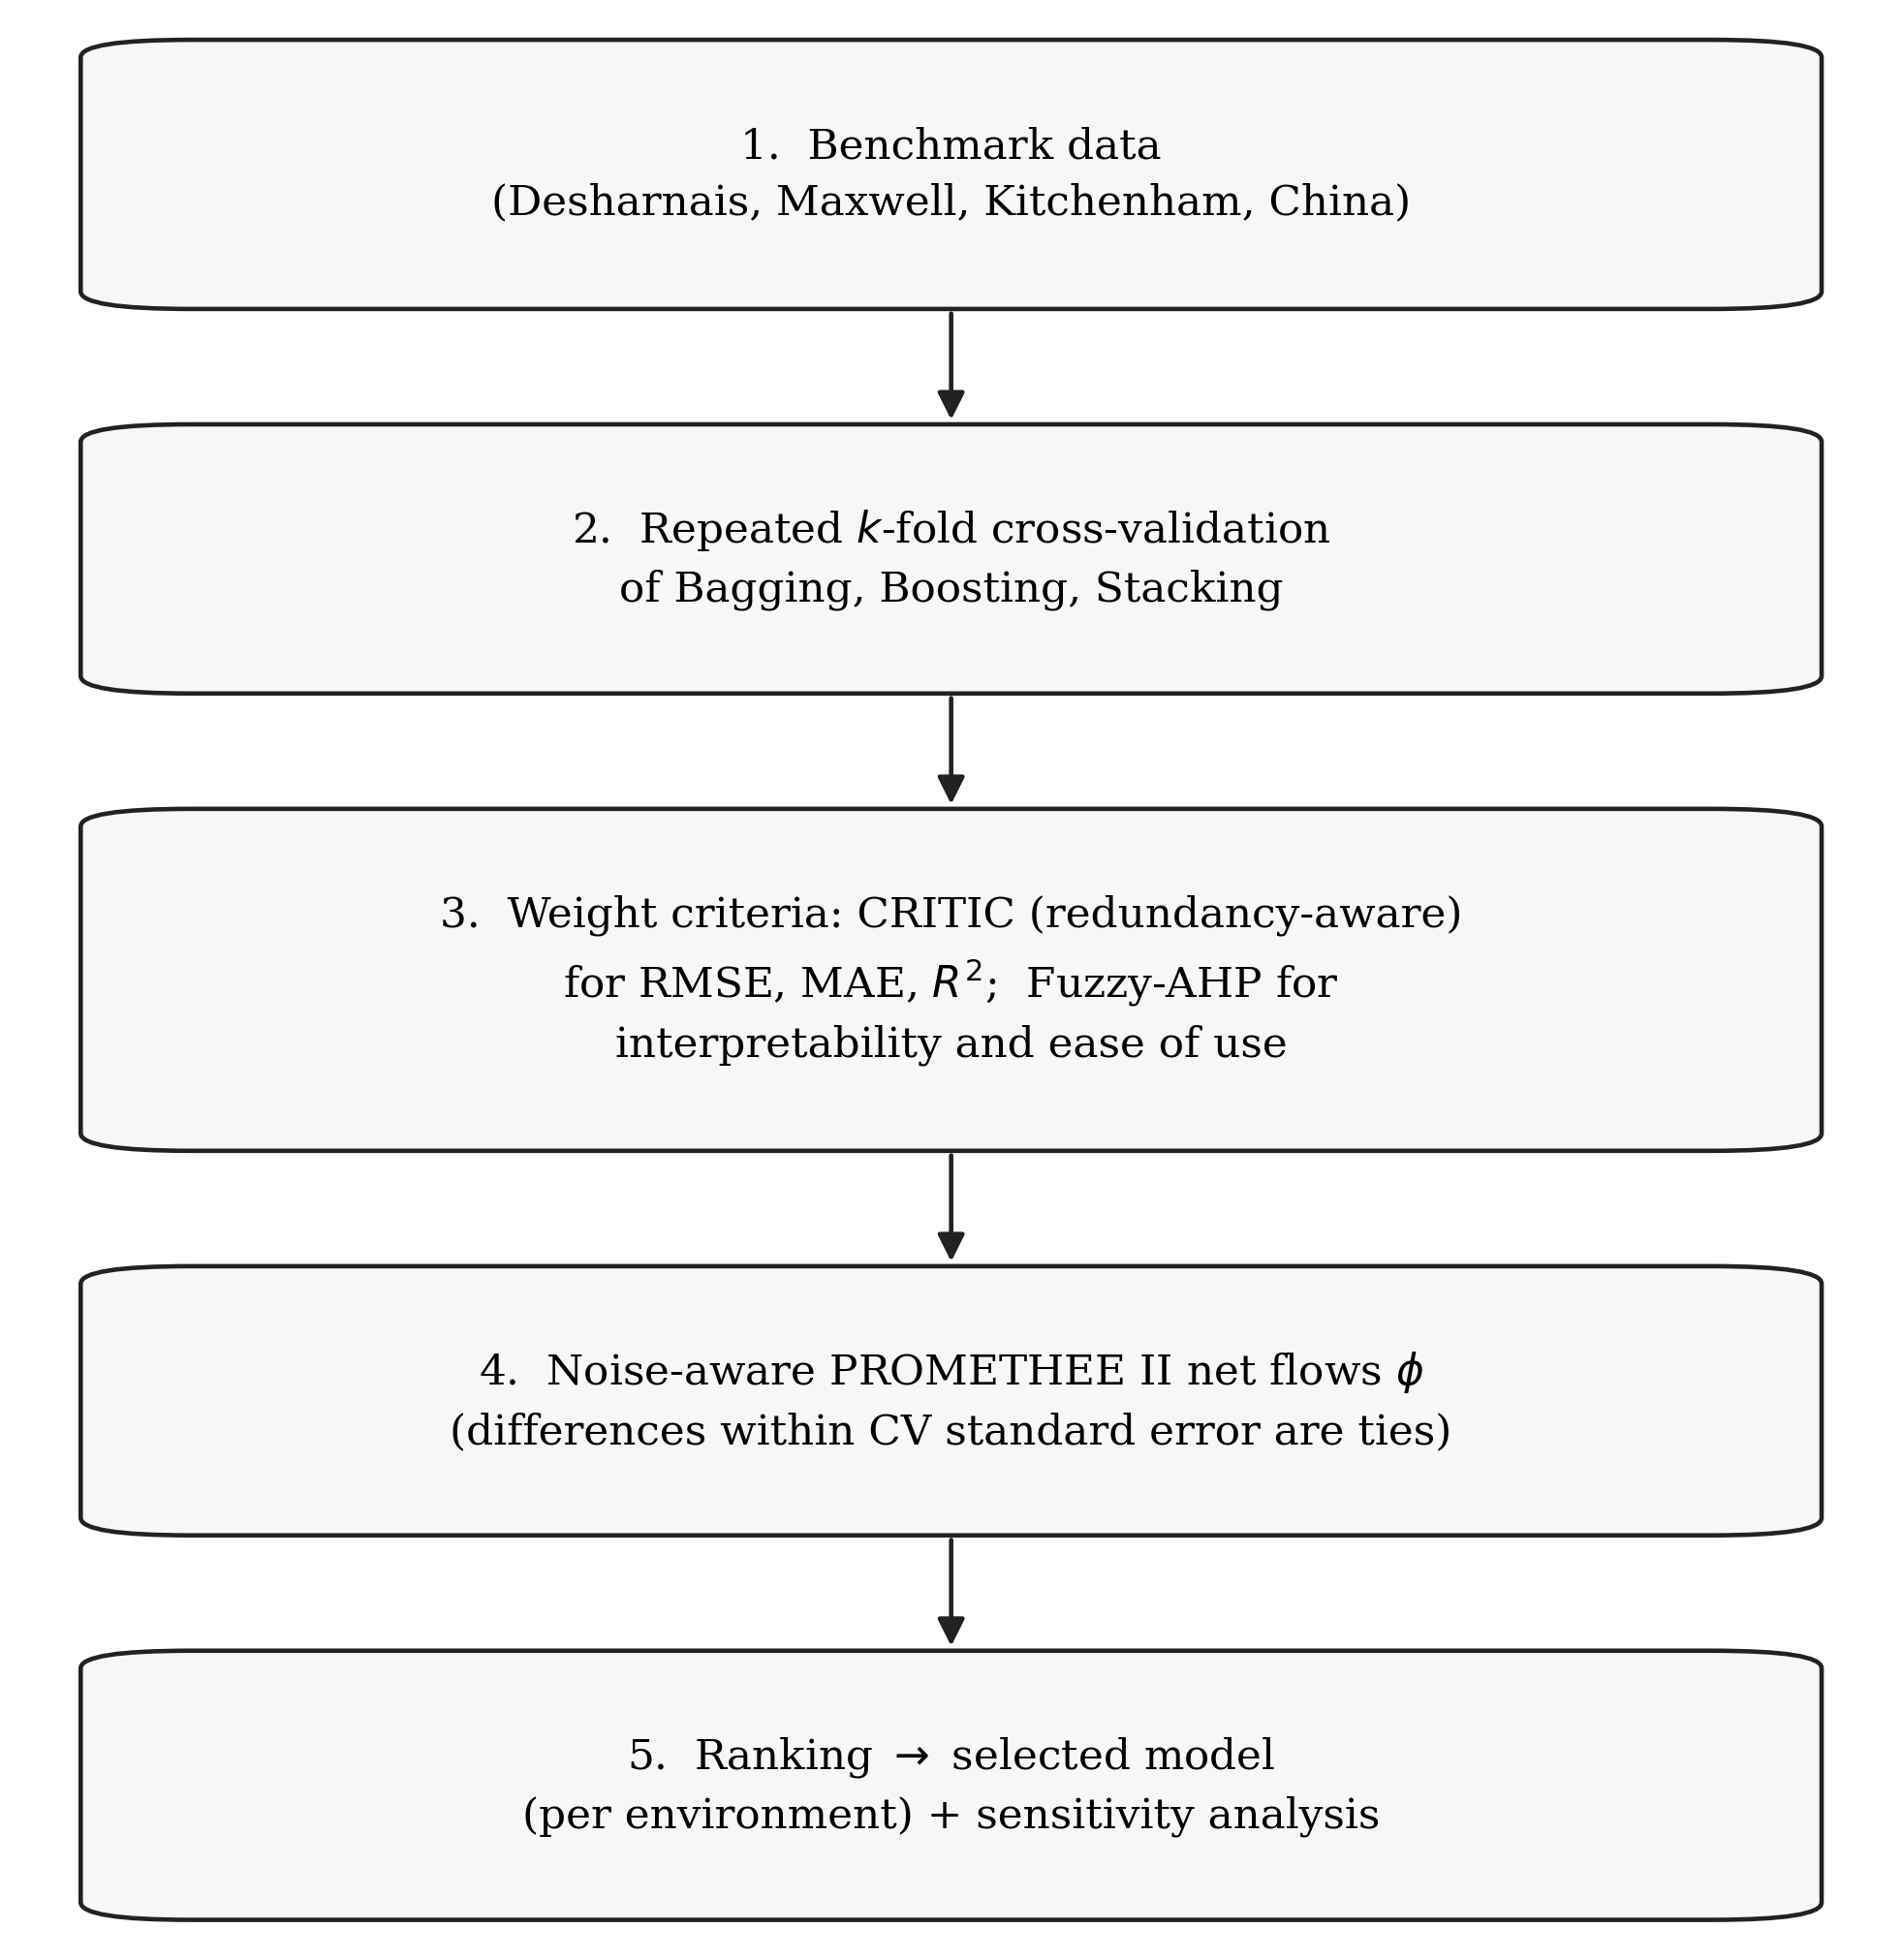 1. Benchmark data
(Desharnais, Maxwell, Kitchenham, China)
2. Repeated k-fold cross-validation
of Bagging, Boosting, Stacking
3. Weight criteria: CRITIC (redundancy-aware)
for RMSE, MAE, R²; Fuzzy-AHP for
interpretability and ease of use
4. Noise-aware PROMETHEE II net flows ϕ
(differences within CV standard error are ties)
5. Ranking → selected model
(per environment) + sensitivity analysis